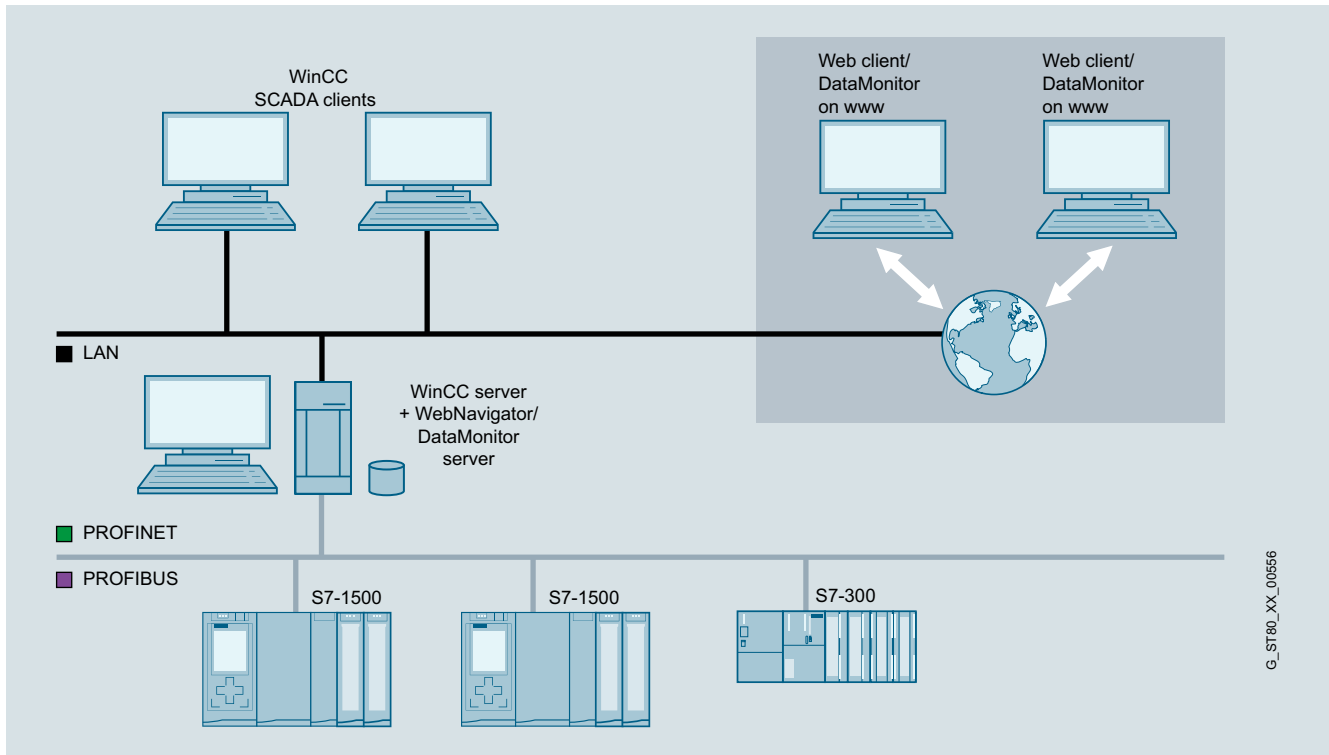 WinCC
SCADA clients
Web client/
DataMonitor
on www
Web client/
DataMonitor
on www
LAN
WinCC server
+ WebNavigator/
DataMonitor
server
PROFINET
PROFIBUS
S7-1500
S7-1500
S7-300
G_ST80_XX_00556